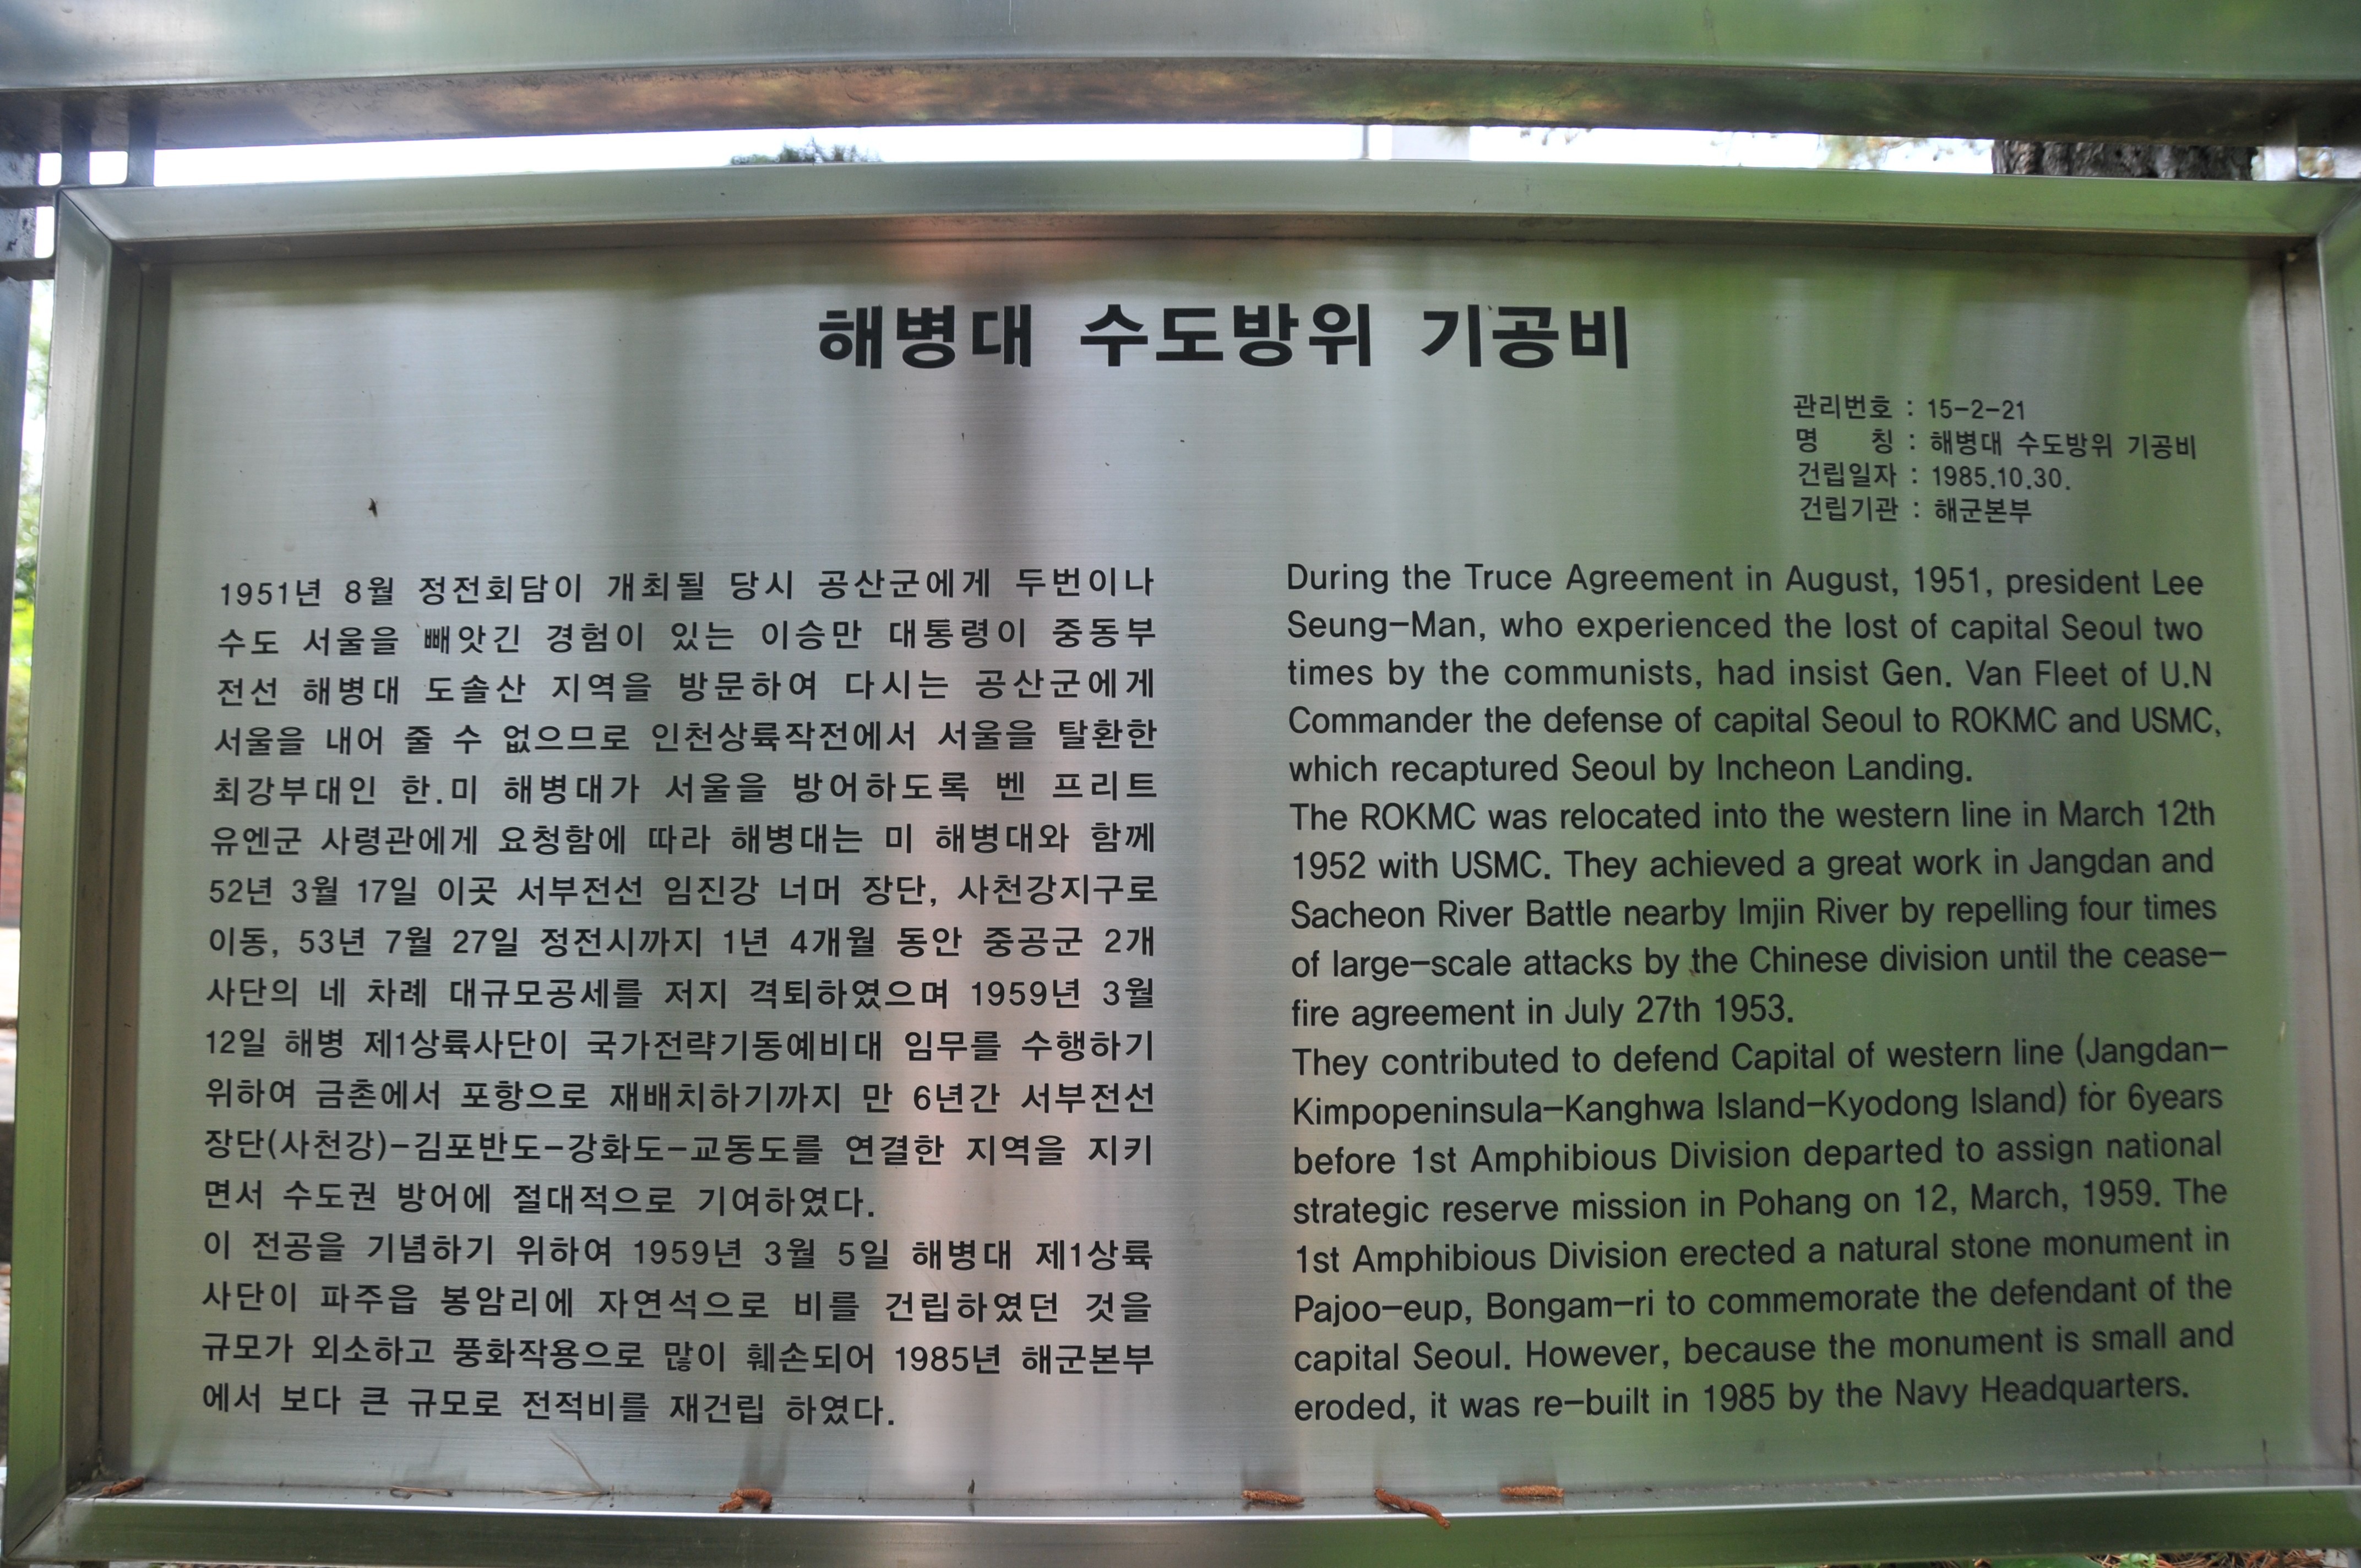 해병대 수도방위 기공비
관리번호 : 15-2-21
명 칭 : 해병대 수도방위 기공비
건립일자 : 1985.10.30.
건립기관 : 해군본부
1951년 8월 정전회담이 개최될 당시 공산군에게 두번이나
수도 서울을 빼앗긴 경험이 있는 이승만 대통령이 중동부
전선 해병대 도솔산 지역을 방문하여 다시는 공산군에게
서울을 내어 줄 수 없으므로 인천상륙작전에서 서울을 탈환한
최강부대인 한.미 해병대가 서울을 방어하도록 벤 프리트
유엔군 사령관에게 요청함에 따라 해병대는 미 해병대와 함께
52년 3월 17일 이곳 서부전선 임진강 너머 장단, 사천강지구로
이동, 53년 7월 27일 정전시까지 1년 4개월 동안 중공군 2개
사단의 네 차례 대규모공세를 저지 격퇴하였으며 1959년 3월
12일 해병 제1상륙사단이 국가전략기동예비대 임무를 수행하기
위하여 금촌에서 포항으로 재배치하기까지 만 6년간 서부전선
장단(사천강)-김포반도-강화도-교동도를 연결한 지역을 지키
면서 수도권 방어에 절대적으로 기여하였다.
이 전공을 기념하기 위하여 1959년 3월 5일 해병대 제1상륙
사단이 파주읍 봉암리에 자연석으로 비를 건립하였던 것을
규모가 외소하고 풍화작용으로 많이 훼손되어 1985년 해군본부
에서 보다 큰 규모로 전적비를 재건립 하였다.
During the Truce Agreement in August, 1951, president Lee
Seung-Man, who experienced the lost of capital Seoul two
times by the communists, had insist Gen. Van Fleet of U.N
Commander the defense of capital Seoul to ROKMC and USMC,
which recaptured Seoul by Incheon Landing.
The ROKMC was relocated into the western line in March 12th
1952 with USMC. They achieved a great work in Jangdan and
Sacheon River Battle nearby Imjin River by repelling four times
of large-scale attacks by the Chinese division until the cease-
fire agreement in July 27th 1953.
They contributed to defend Capital of western line (Jangdan-
Kimpopeninsula-Kanghwa Island-Kyodong Island) for 6years
before 1st Amphibious Division departed to assign national
strategic reserve mission in Pohang on 12, March, 1959. The
1st Amphibious Division erected a natural stone monument in
Pajoo-eup, Bongam-ri to commemorate the defendant of the
capital Seoul. However, because the monument is small and
eroded, it was re-built in 1985 by the Navy Headquarters.